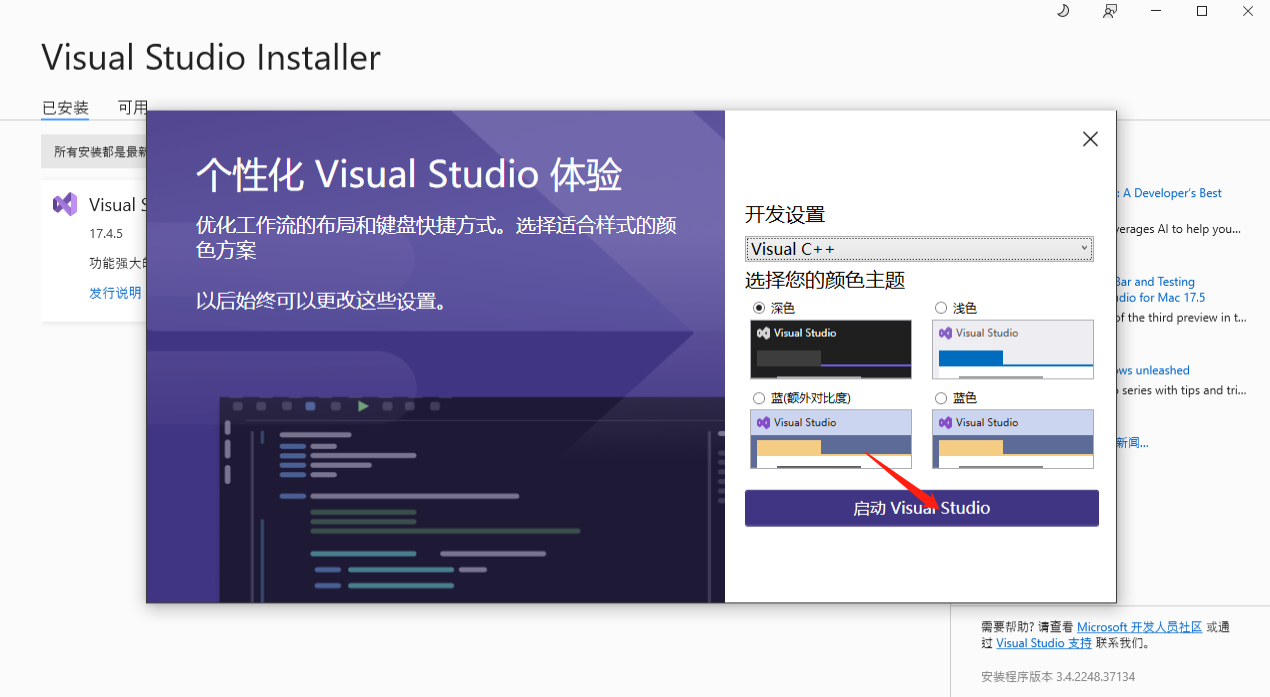 Visual Studio Installer
已安装
可用
所有安装都是最新
Visual S
17.4.5
功能强大的
发行说明
个性化 Visual Studio 体验
优化工作流的布局和键盘快捷方式。选择适合样式的颜
色方案
以后始终可以更改这些设置。
开发设置
Visual C++
选择您的颜色主题
深色
浅色
Visual Studio
Visual Studio
蓝(额外对比度)
蓝色
Visual Studio
Visual Studio
启动 Visual Studio
: A Developer's Best
verages AI to help you...
Bar and Testing
dio for Mac 17.5
of the third preview in t...
ows unleashed
series with tips and tri...
新闻...
需要帮助? 请查看 Microsoft 开发人员社区 或通
过 Visual Studio 支持 联系我们。
安装程序版本 3.4.2248.37134